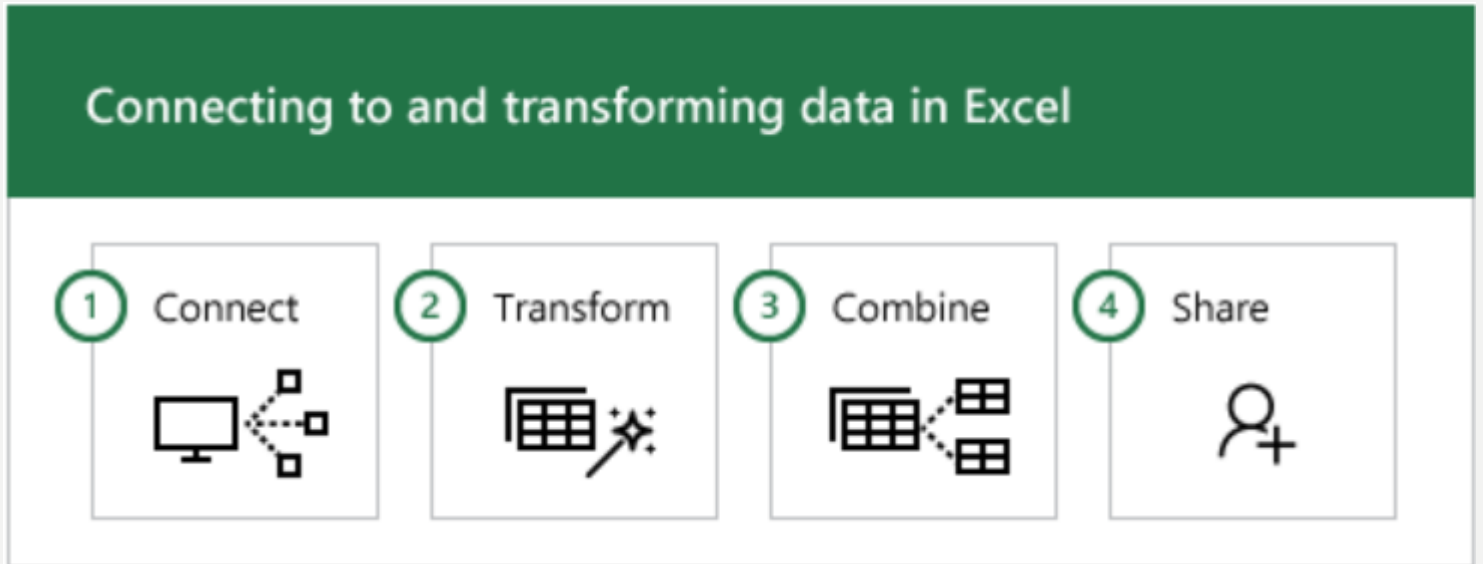 Connecting to and transforming data in Excel
1 Connect
2 Transform
3 Combine
4 Share